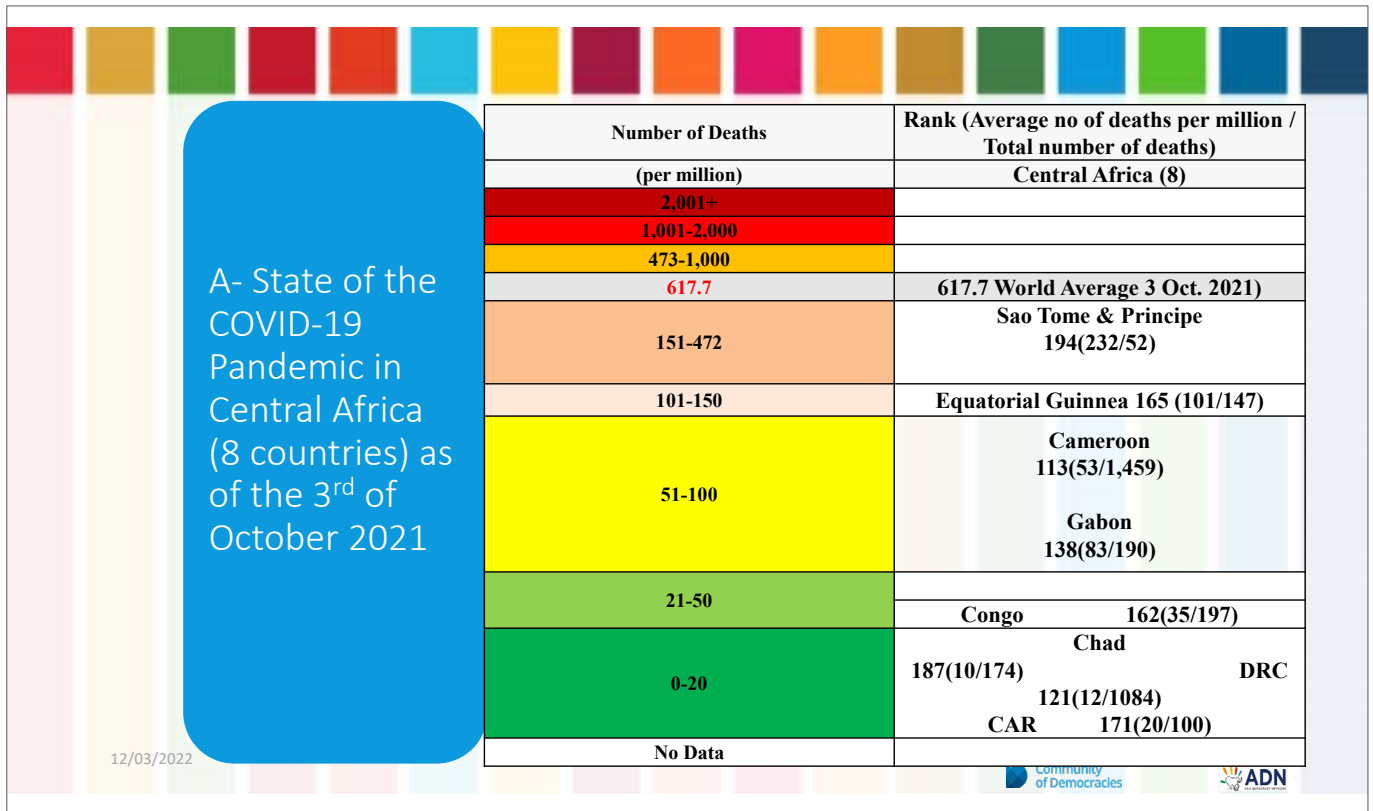 A- State of the
COVID-19
Pandemic in
Central Africa
(8 countries) as
of the 3rd of
October 2021
Number of Deaths
Rank (Average no of deaths per million /
Total number of deaths)
(per million)
Central Africa (8)
2,001+
1,001-2,000
473-1,000
617.7
617.7 World Average 3 Oct. 2021)
151-472
Sao Tome & Principe
194(232/52)
101-150
Equatorial Guinnea 165 (101/147)
51-100
Cameroon
113(53/1,459)
Gabon
138(83/190)
21-50
Congo 162(35/197)
0-20
Chad
187(10/174) DRC
121(12/1084)
CAR 171(20/100)
No Data
12/03/2022
Community
of Democracies
ADN